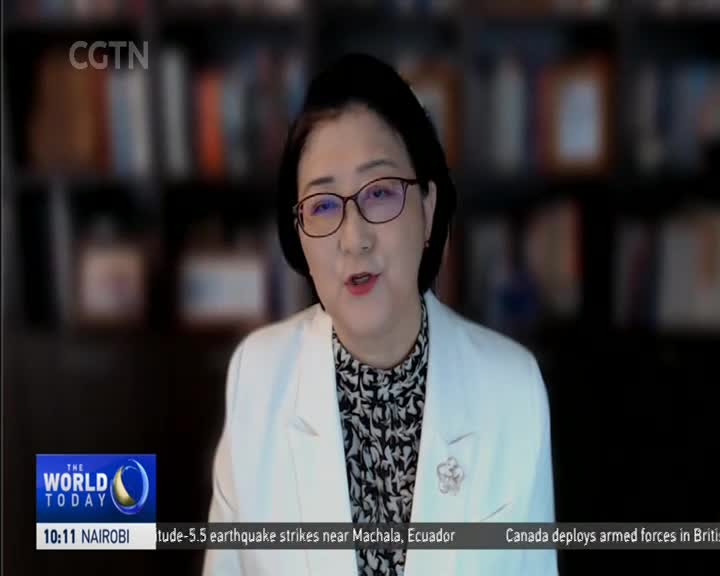 CGTN
THE
WORLD
TODAY
10:11 NAIROBI
itude-5.5 earthquake strikes near Machala, Ecuador Canada deploys armed forces in Briti